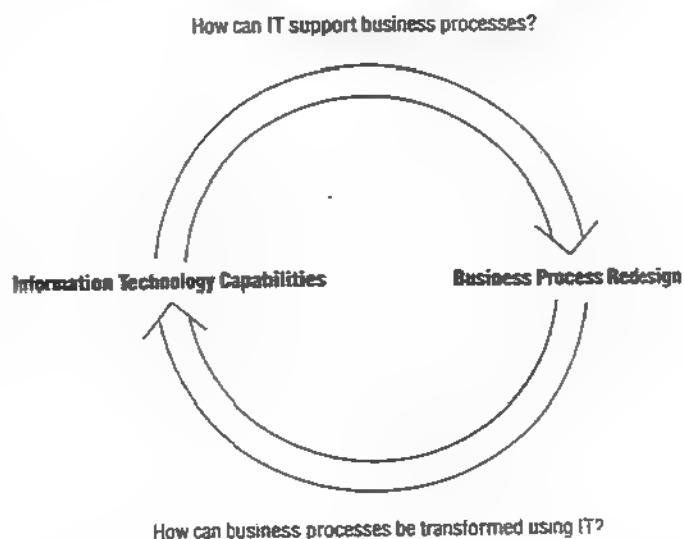 How can IT support business processes?
Information Technology Capabilities
Business Process Redesign
How can business processes be transformed using IT?